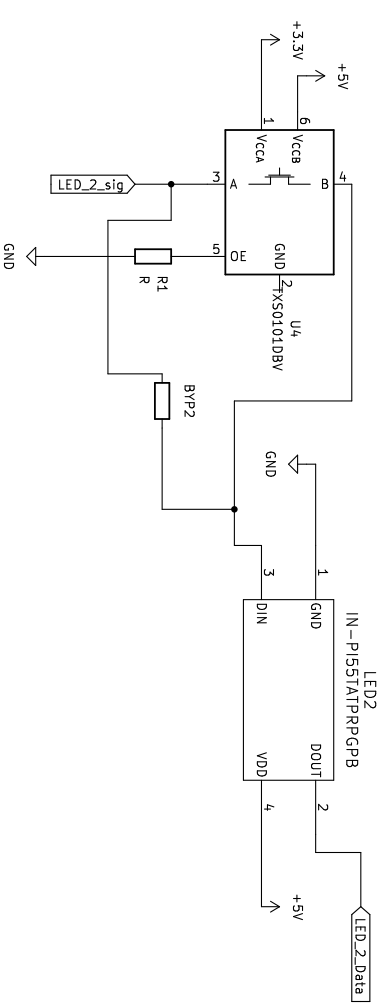 +3.3V
+5V
1
6
VCCA
VCCB
3
A
B
4
LED_2_sig
5
OE
GND
2
GND
R1
R
U4
TXS0101DBV
BYP2
GND
3
1
DIN
GND
LED2
IN-PI55TATPRPGPB
VDD
DOUT
4
2
+5V
LED_2_Data